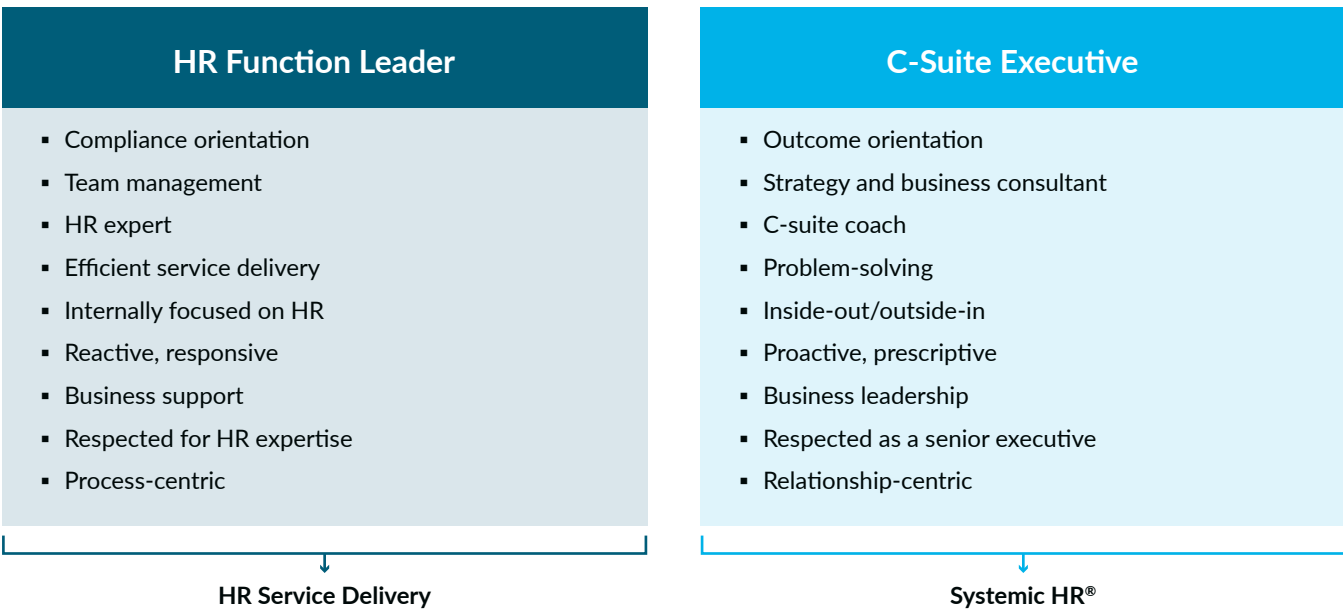 HR Function Leader
▪ Compliance orientation
▪ Team management
▪ HR expert
▪ Efficient service delivery
▪ Internally focused on HR
▪ Reactive, responsive
▪ Business support
▪ Respected for HR expertise
▪ Process-centric
HR Service Delivery
C-Suite Executive
▪ Outcome orientation
▪ Strategy and business consultant
▪ C-suite coach
▪ Problem-solving
▪ Inside-out/outside-in
▪ Proactive, prescriptive
▪ Business leadership
▪ Respected as a senior executive
▪ Relationship-centric
Systemic HR®